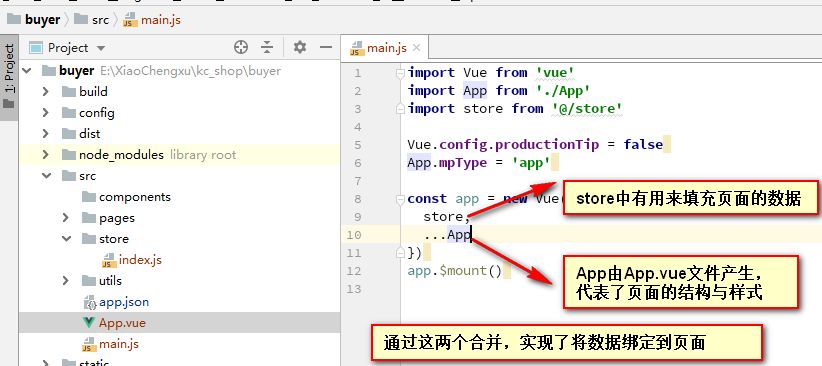 buyer src main.js
1: Project
Project
main.js
buyer E:\XiaoChengxu\kc_shop\buyer
build
config
dist
node_modules library root
src
components
pages
store
index.js
utils
app.json
App.vue
main.js
static
1 import Vue from 'vue'
2 import App from './App'
3 import store from '@/store'
4
5 Vue.config.productionTip = false
6 App.mpType = 'app'
7
8 const app = new Vue(
9 store,
10 ...App
11 })
12 app.$mount()
13
store中有用来填充页面的数据
App由App.vue文件产生，
代表了页面的结构与样式
通过这两个合并，实现了将数据绑定到页面